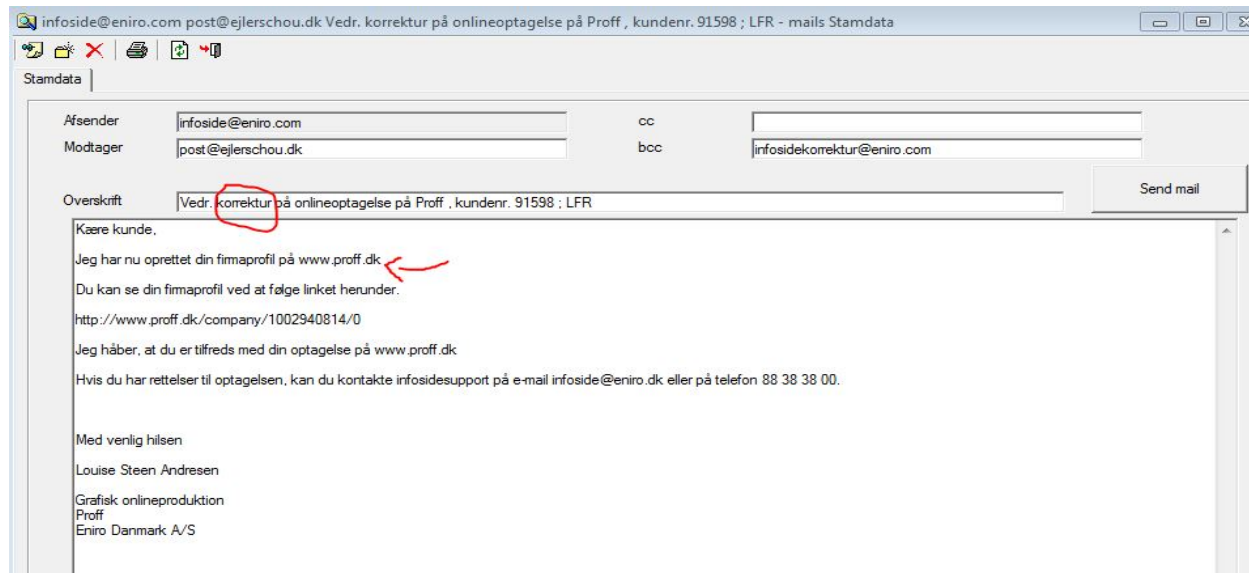 infoside@eniro.com post@ejlerschou.dk Vedr. korrektur på onlineoptagelse på Proff , kundenr. 91598 ; LFR - mails Stamdata
Stamdata
Afsender infoside@eniro.com cc
Modtager post@ejlerschou.dk bcc infosidekorrektur@eniro.com
Send mail
Overskrift Vedr. korrektur på onlineoptagelse på Proff , kundenr. 91598 ; LFR
Kære kunde,
Jeg har nu oprettet din firmaprofil på www.proff.dk
Du kan se din firmaprofil ved at følge linket herunder.
http://www.proff.dk/company/1002940814/0
Jeg håber, at du er tilfreds med din optagelse på www.proff.dk
Hvis du har rettelser til optagelsen, kan du kontakte infosidesupport på e-mail infoside@eniro.dk eller på telefon 88 38 38 00.
Med venlig hilsen
Louise Steen Andresen
Grafisk onlineproduktion
Proff
Eniro Danmark A/S